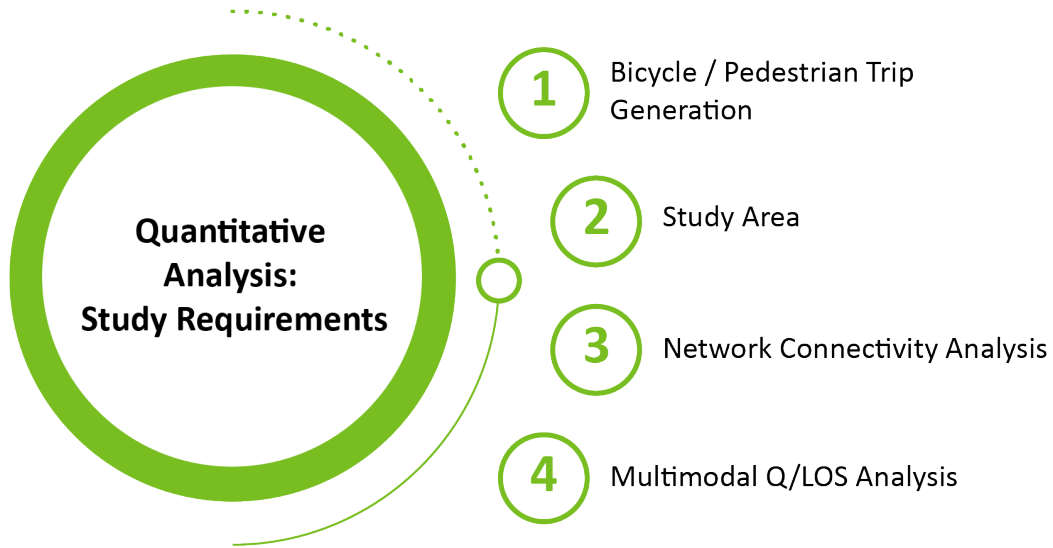 Quantitative
Analysis:
Study Requirements
1
Bicycle / Pedestrian Trip
Generation
2
Study Area
3
Network Connectivity Analysis
4
Multimodal Q/LOS Analysis